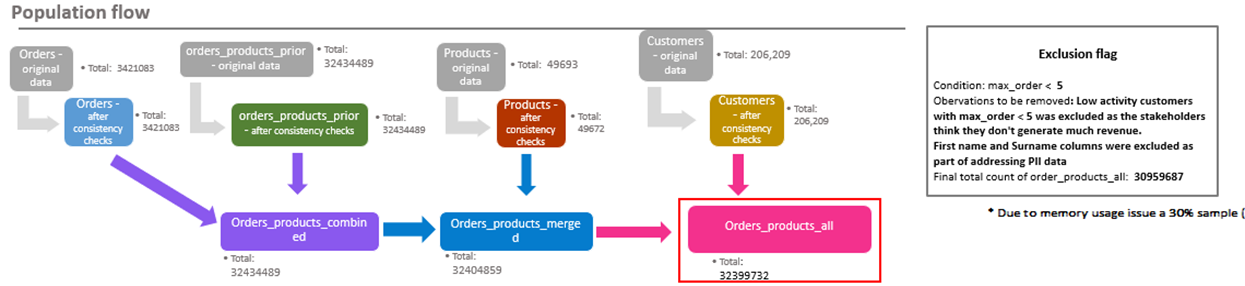 Population flow
Orders -
original
data
• Total: 3421083
orders_products_prior
- original data
• Total:
32434489
Products -
original
data
• Total: 49693
Customers
- original
data
• Total: 206,209
Orders -
after
consistency
checks
• Total:
3421083
orders_products_prior
- after consistency checks
• Total:
32434489
Products -
after
consistency
checks
• Total:
49672
Customers
- after
consistency
checks
• Total:
206,209
Orders_products_combin
ed
• Total:
32434489
Orders_products_merge
d
• Total:
32404859
Orders_products_all
• Total:
32399732
Exclusion flag
Condition: max_order < 5
Obervations to be removed: Low activity customers
with max_order < 5 was excluded as the stakeholders
think they don't generate much revenue.
First name and Surname columns were excluded as
part of addressing PII data
Final total count of order_products_all: 30959687
* Due to memory usage issue a 30% sample (